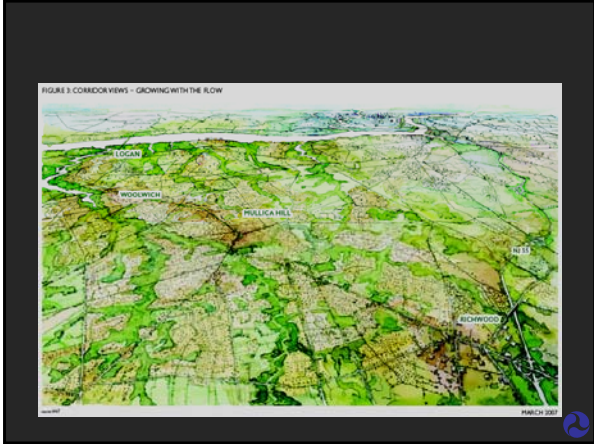 FIGURE 3: CORRIDOR VIEWS - GROWING WITH THE FLOW
LOGAN
WOOLWICH
MULLICA HILL
NJ 55
RICHWOOD
MARCH 2007